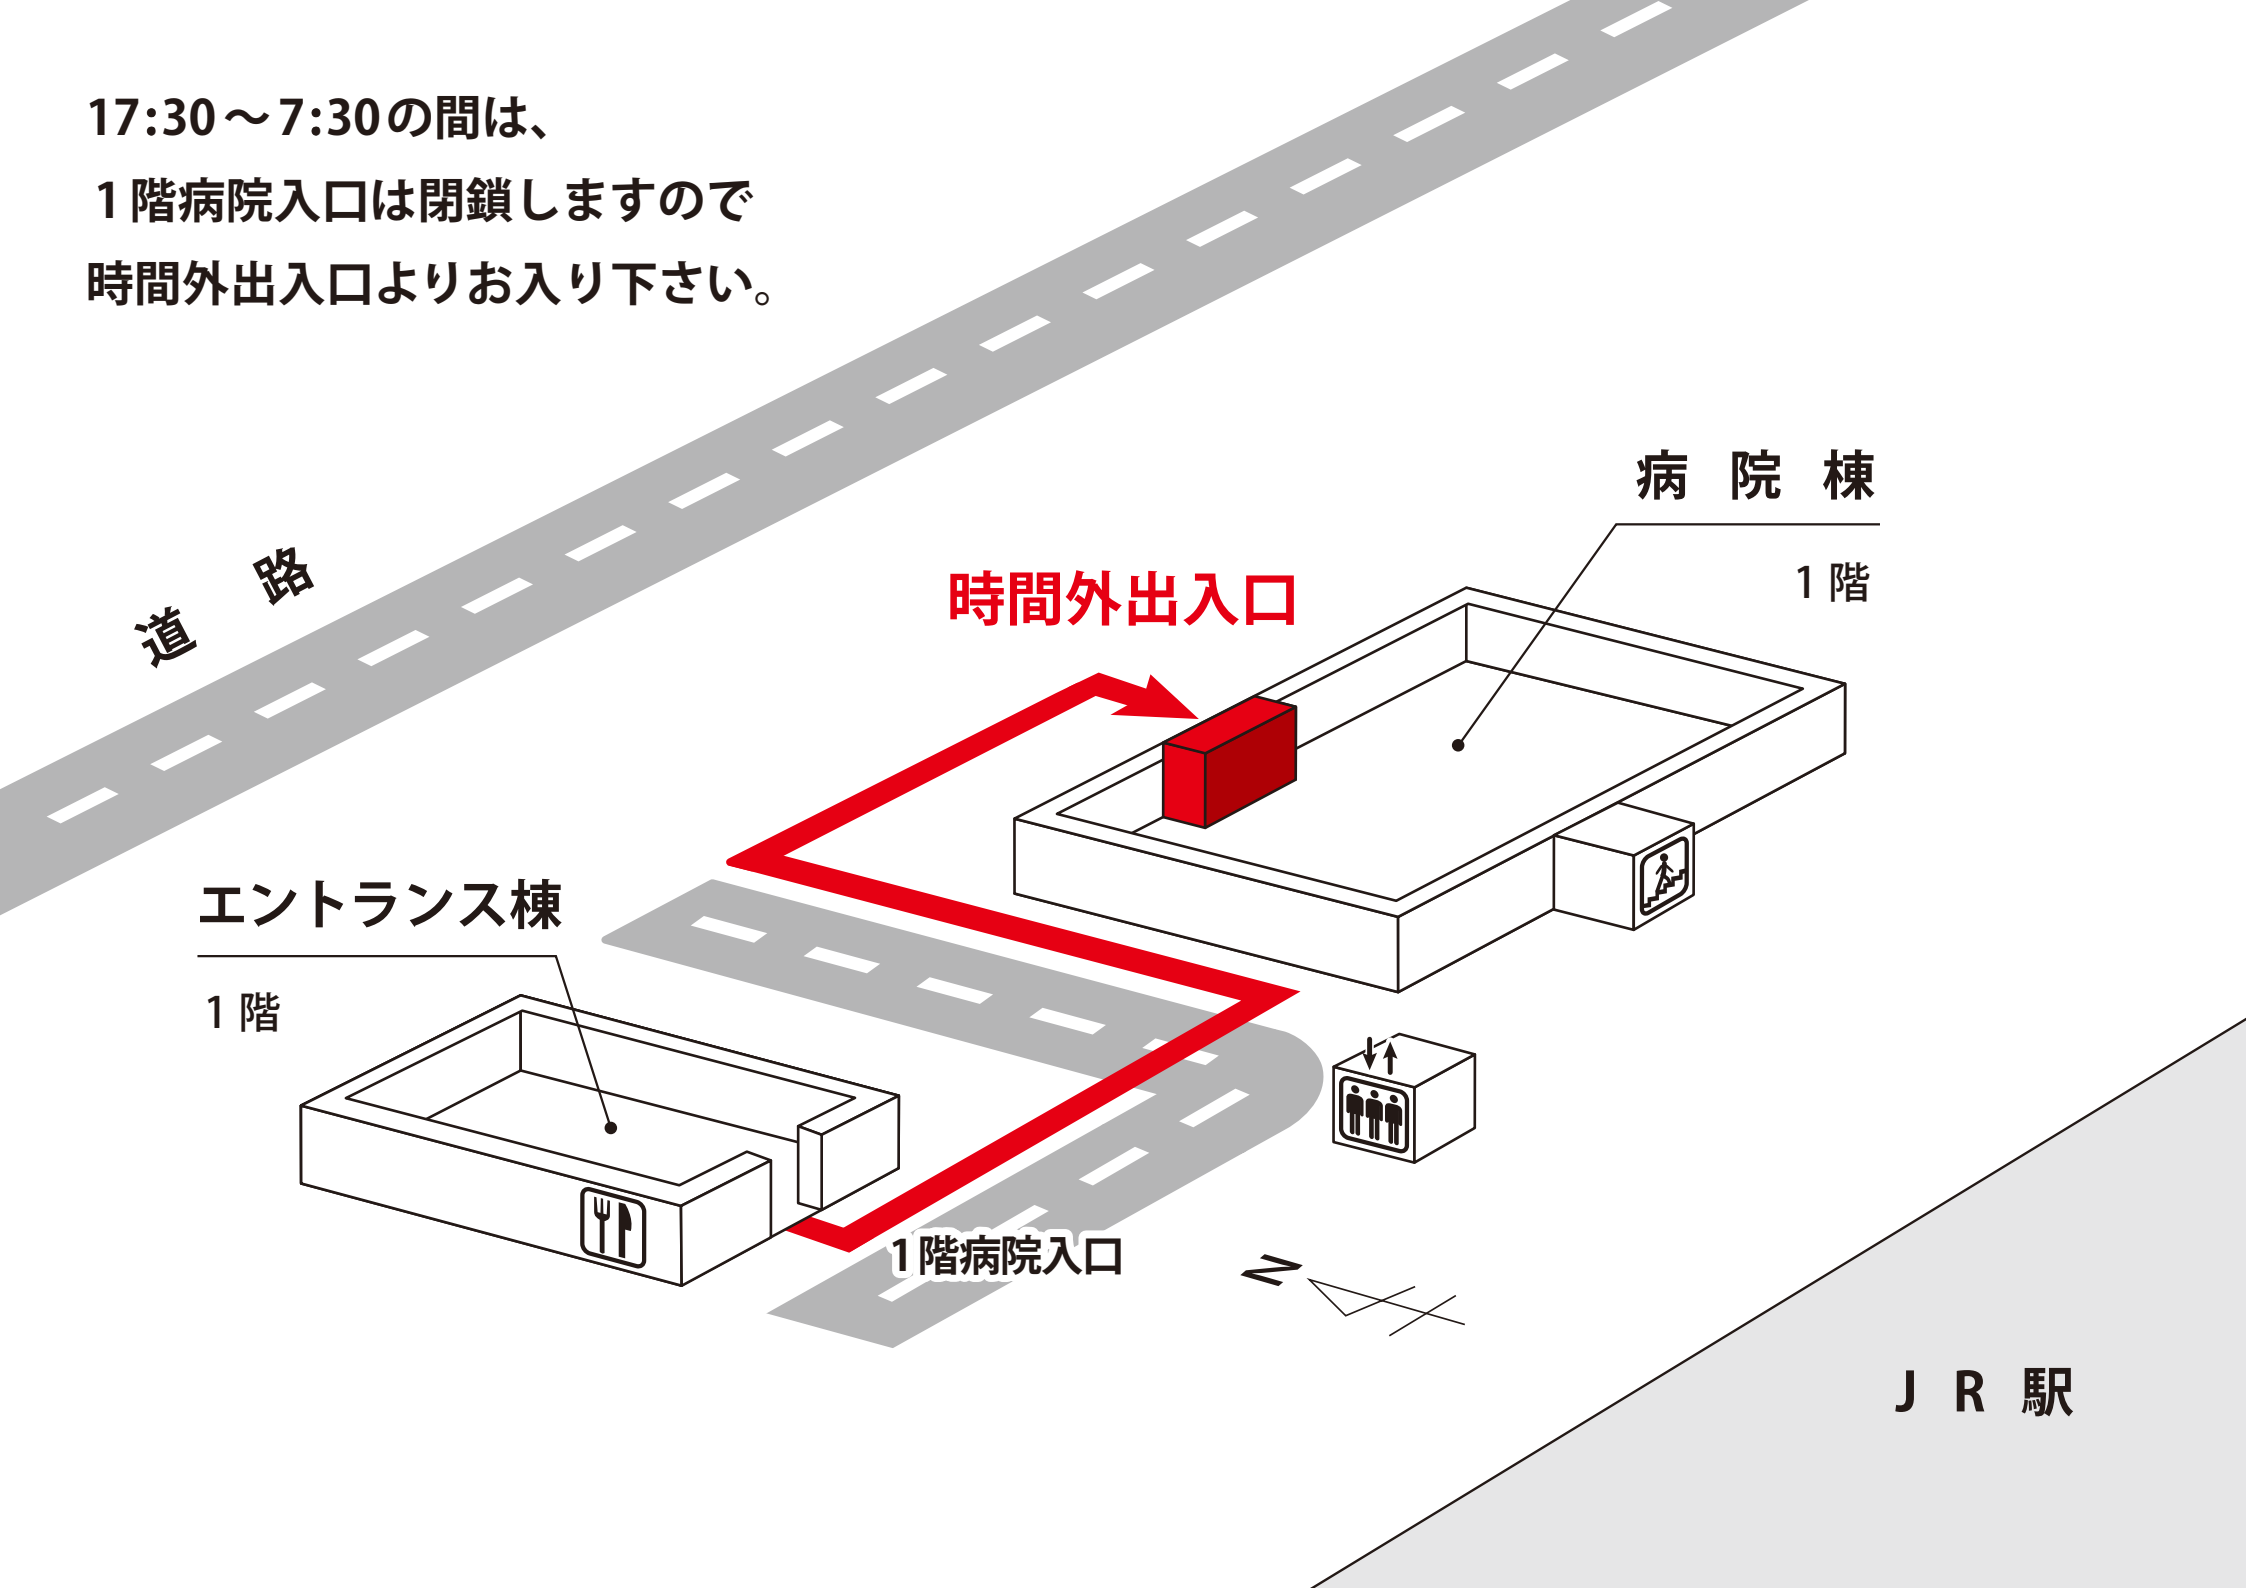 17:30～7:30の間は、
1階病院入口は閉鎖しますので
時間外出入口よりお入り下さい。
道路
病院棟
1階
時間外出入口
エントランス棟
1階
1階病院入口
N
JR駅